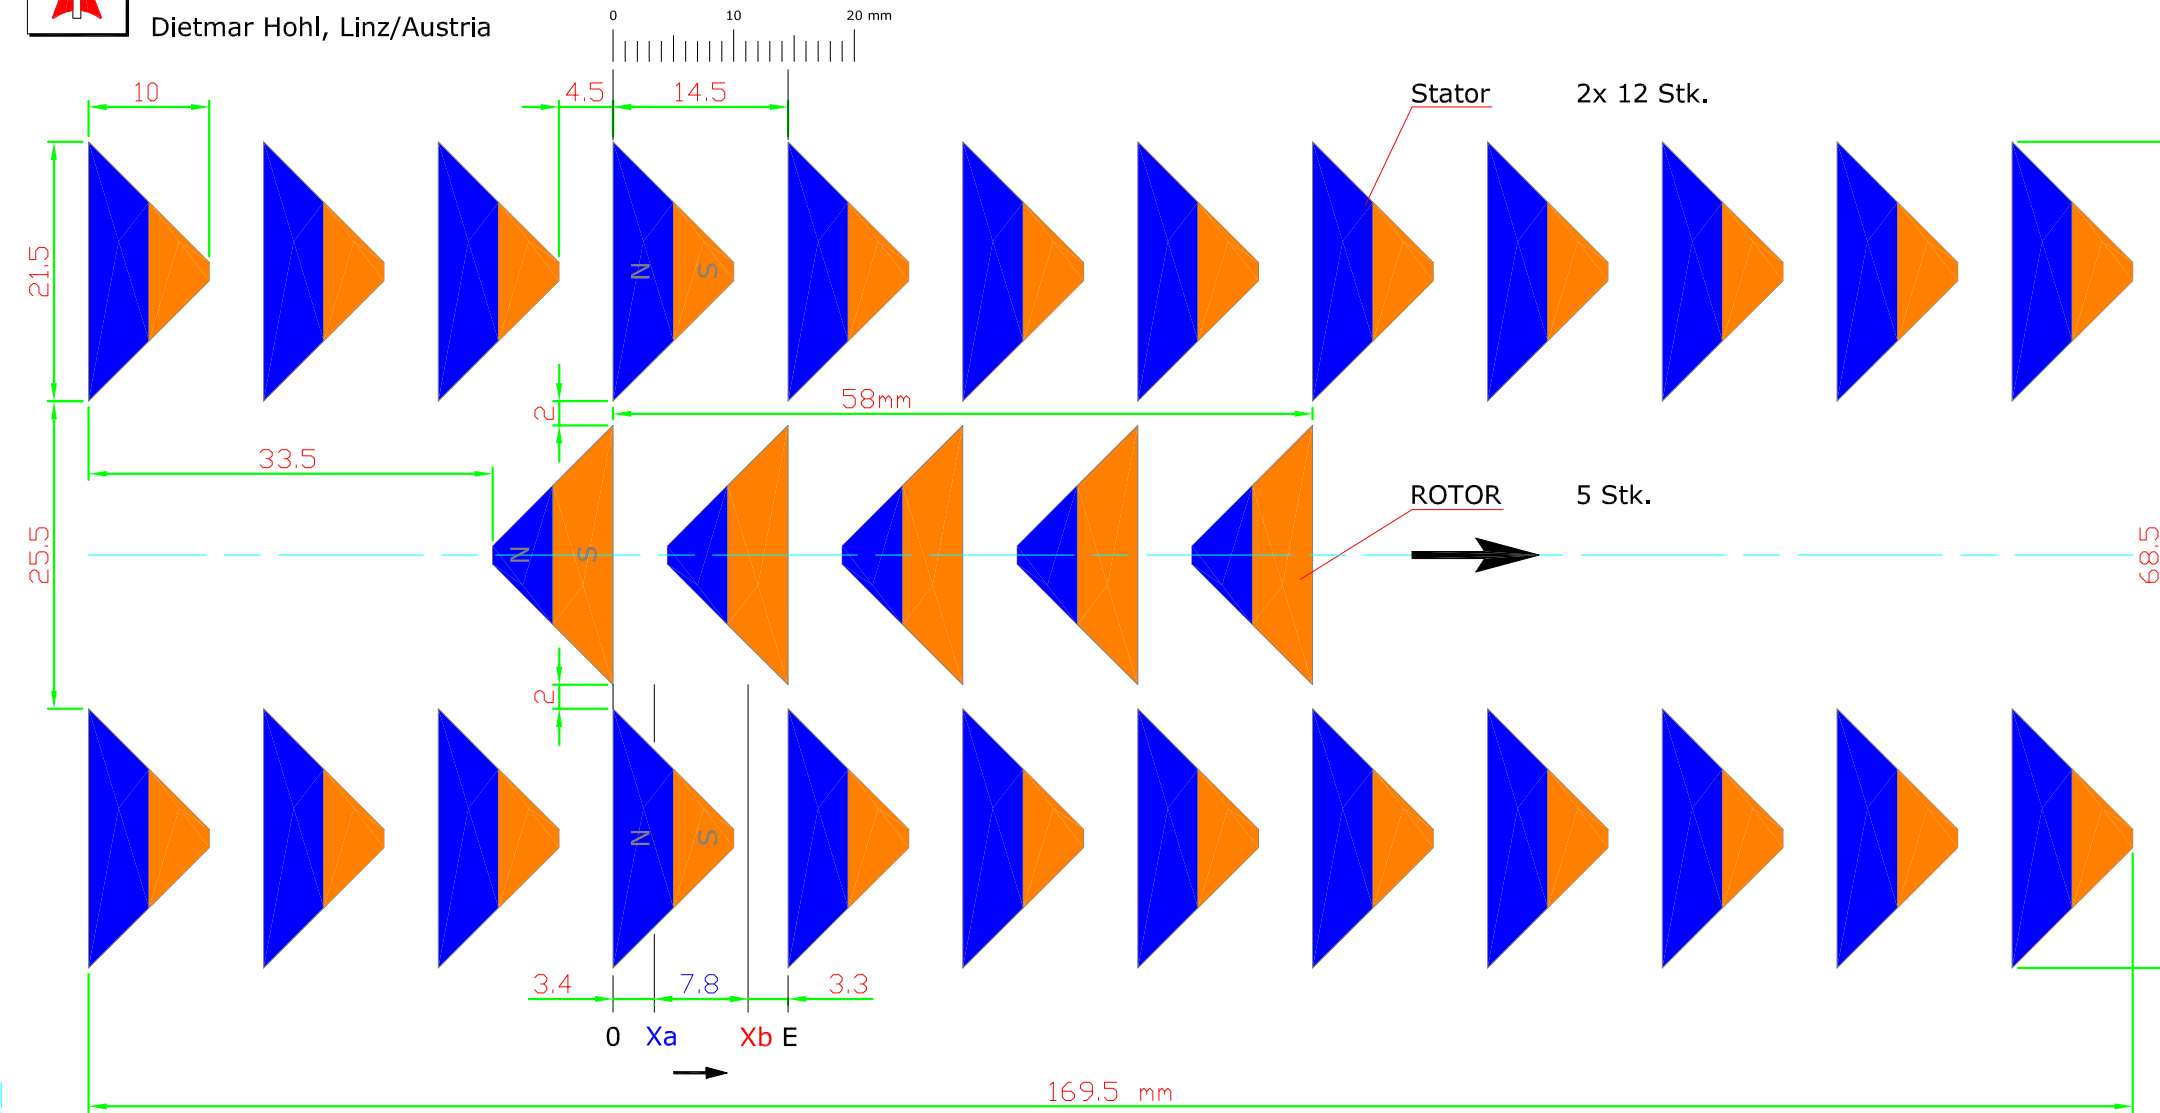 Dietmar Hohl, Linz/Austria
0 10 20 mm
10
4.5
14.5
Stator 2x 12 Stk.
21.5
N S
2
58mm
33.5
ROTOR 5 Stk.
N S
25.5
68.5
2
N S
3.4 7.8 3.3
0 Xa Xb E
169.5 mm